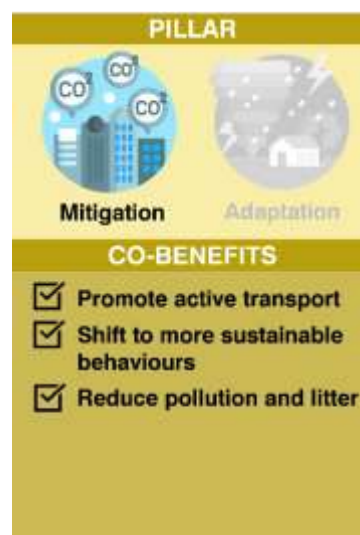 PILLAR
CO²
CO²
CO²
Mitigation
Adaptation
CO-BENEFITS
Promote active transport
Shift to more sustainable
behaviours
Reduce pollution and litter